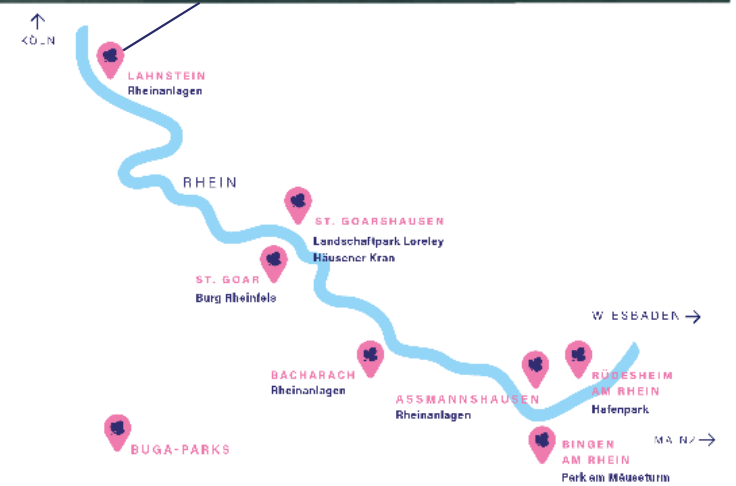 KÖLN
LAHNSTEIN
Rheinanlagen
RHEIN
ST. GOARSHAUSEN
Landschaftpark Loreley
Häusener Kran
ST. GOAR
Burg Rheinfels
WIESBADEN
BACHARACH
Rheinanlagen
ASSMANNSHAUSEN
Rheinanlagen
RÜDESHEIM
AM RHEIN
Hafenpark
BUGA-PARKS
BINGEN
AM RHEIN
Park am Mäuseturm
MAINZ